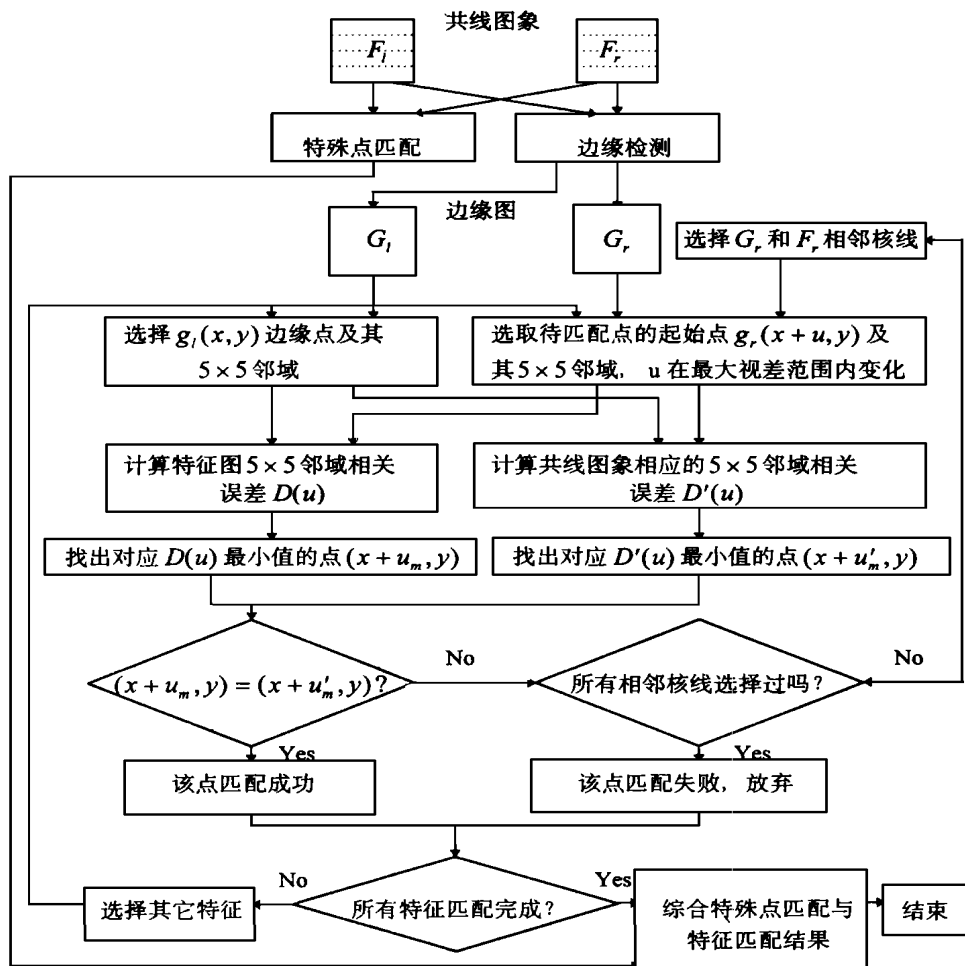 共线图象
F_l
F_r
特殊点匹配
边缘检测
边缘图
G_l
G_r
选择 G_r 和 F_r 相邻核线
选择 g_l(x,y) 边缘点及其
5×5 邻域
选取待匹配点的起始点 g_r(x+u,y) 及
其 5×5 邻域, u 在最大视差范围内变化
计算特征图 5×5 邻域相关
误差 D(u)
计算共线图象相应的 5×5 邻域相关
误差 D′(u)
找出对应 D(u) 最小值的点 (x+u_m,y)
找出对应 D′(u) 最小值的点 (x+u′_m,y)
(x+u_m,y)=(x+u′_m,y)?
No
所有相邻核线选择过吗?
No
Yes
Yes
该点匹配成功
该点匹配失败, 放弃
选择其它特征
No
所有特征匹配完成?
Yes
综合特殊点匹配与
特征匹配结果
结束